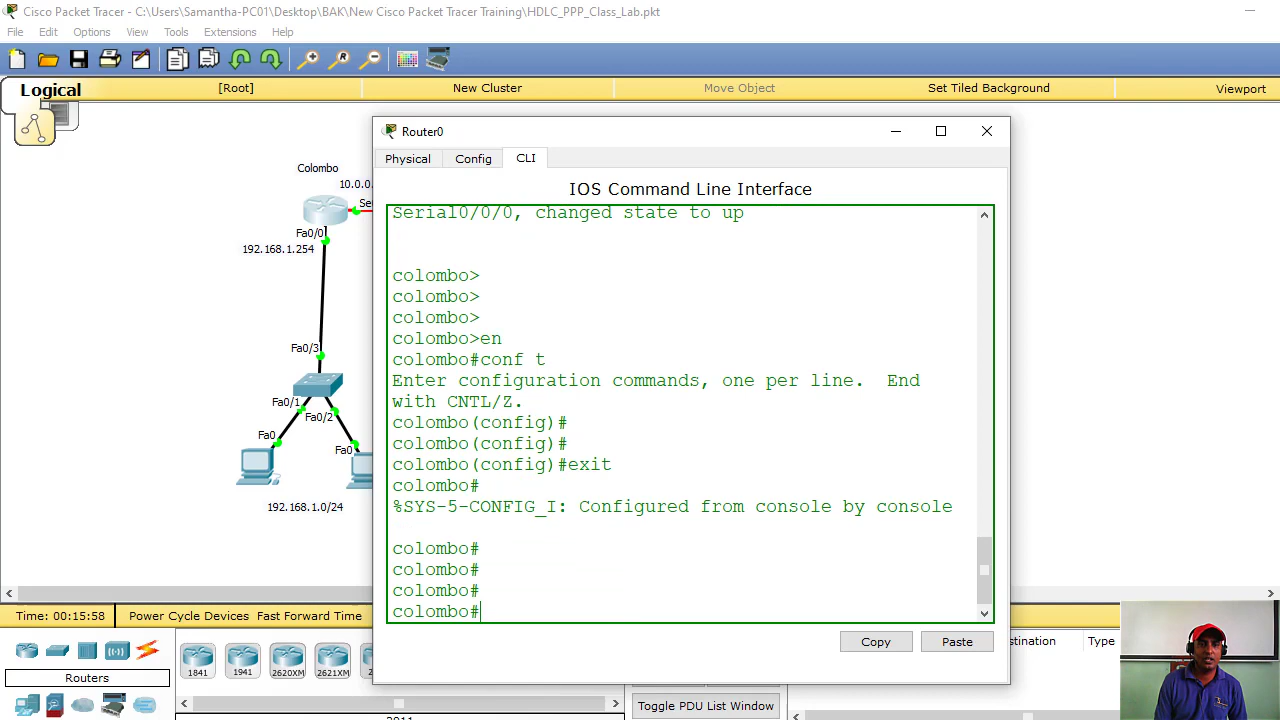 Cisco Packet Tracer - C:\Users\Samantha-PC01\Desktop\BAK\New Cisco Packet Tracer Training\HDLC_PPP_Class_Lab.pkt
File Edit Options View Tools Extensions Help
Logical [Root] New Cluster Move Object Set Tiled Background Viewport
Colombo
10.0.0.
Se
Fa0/0
192.168.1.254
Fa0/3
Fa0/1
Fa0/2
Fa0
Fa0
192.168.1.0/24
Router0
Physical Config CLI
IOS Command Line Interface
Serial0/0/0, changed state to up
colombo>
colombo>
colombo>
colombo>en
colombo#conf t
Enter configuration commands, one per line. End
with CNTL/Z.
colombo(config)#
colombo(config)#
colombo(config)#exit
colombo#
%SYS-5-CONFIG_I: Configured from console by console
colombo#
colombo#
colombo#
colombo#
Copy Paste
Time: 00:15:58 Power Cycle Devices Fast Forward Time
Routers
1841 1941 2620XM 2621XM
Type
Toggle PDU List Window